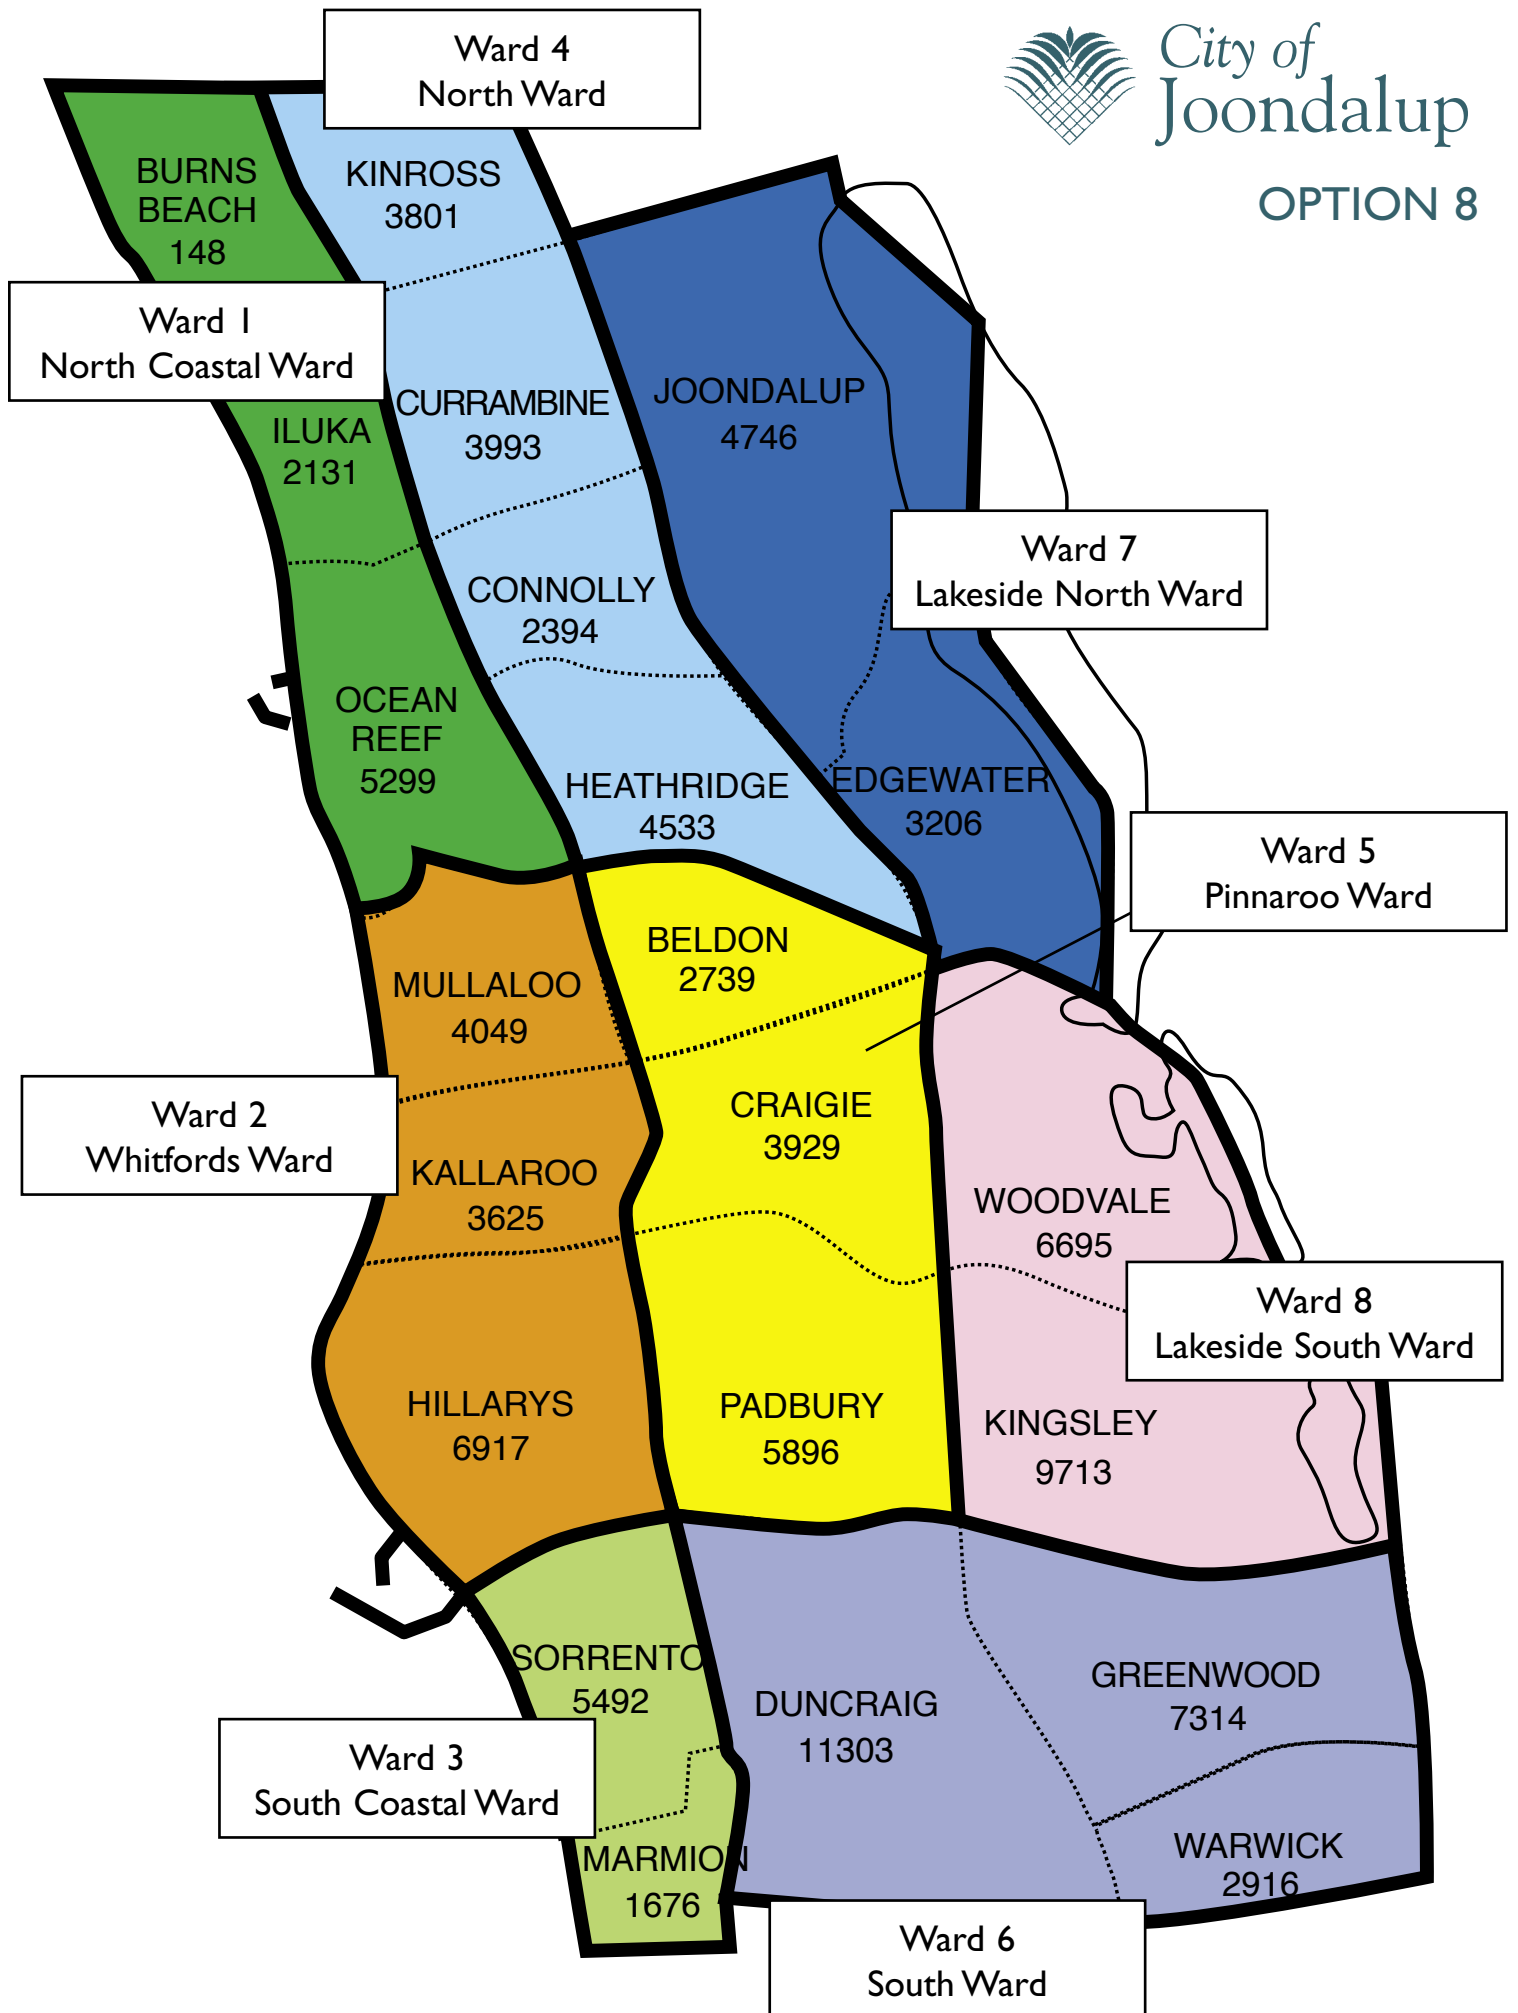 Ward 4
North Ward
City of
Joondalup
OPTION 8
BURNS
BEACH
148
KINROSS
3801
Ward 1
North Coastal Ward
ILUKA
2131
CURRAMBINE
3993
JOONDALUP
4746
Ward 7
Lakeside North Ward
CONNOLLY
2394
OCEAN
REEF
5299
HEATHRIDGE
4533
EDGEWATER
3206
Ward 5
Pinnaroo Ward
BELDON
2739
MULLALOO
4049
Ward 2
Whitfords Ward
CRAIGIE
3929
KALLAROO
3625
WOODVALE
6695
Ward 8
Lakeside South Ward
HILLARYS
6917
PADBURY
5896
KINGSLEY
9713
SORRENTO
5492
DUNCRAIG
11303
GREENWOOD
7314
Ward 3
South Coastal Ward
MARMION
1676
WARWICK
2916
Ward 6
South Ward